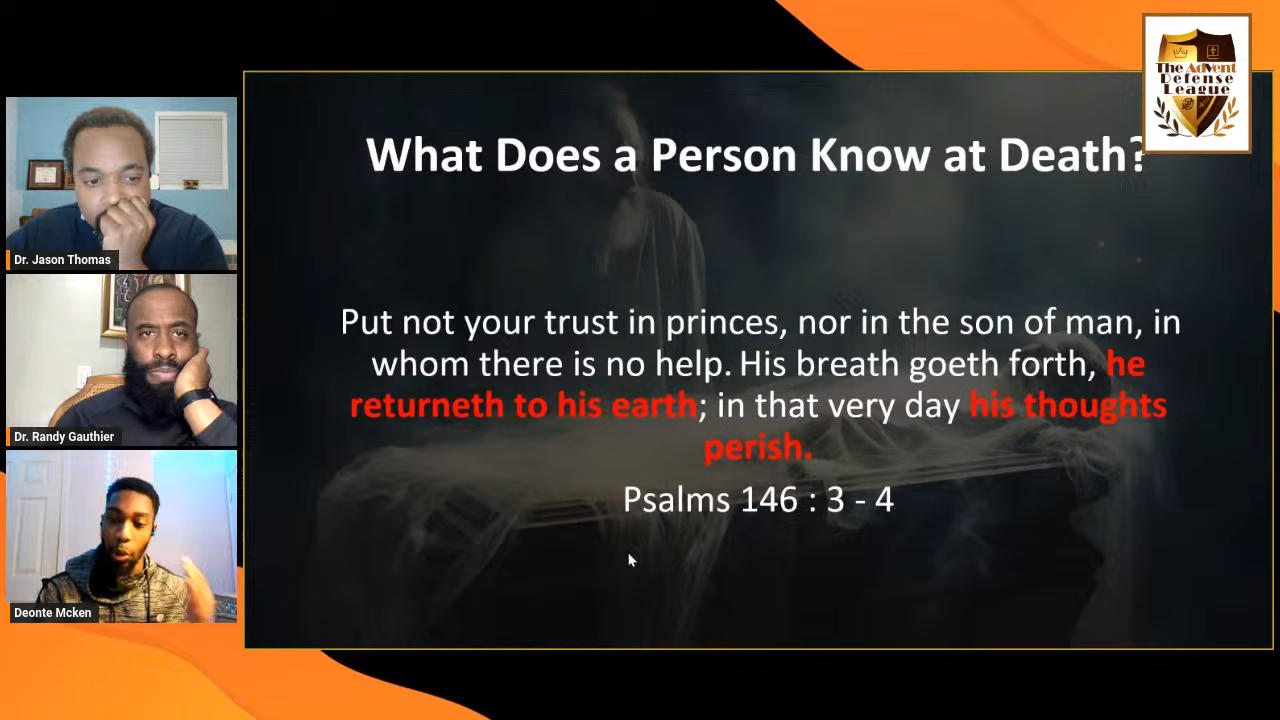 The Advent
Defense
League
What Does a Person Know at Death?
Put not your trust in princes, nor in the son of man, in
whom there is no help. His breath goeth forth, he
returneth to his earth; in that very day his thoughts
perish.
Psalms 146 : 3 - 4
Dr. Jason Thomas
Dr. Randy Gauthier
Deonte Mcken